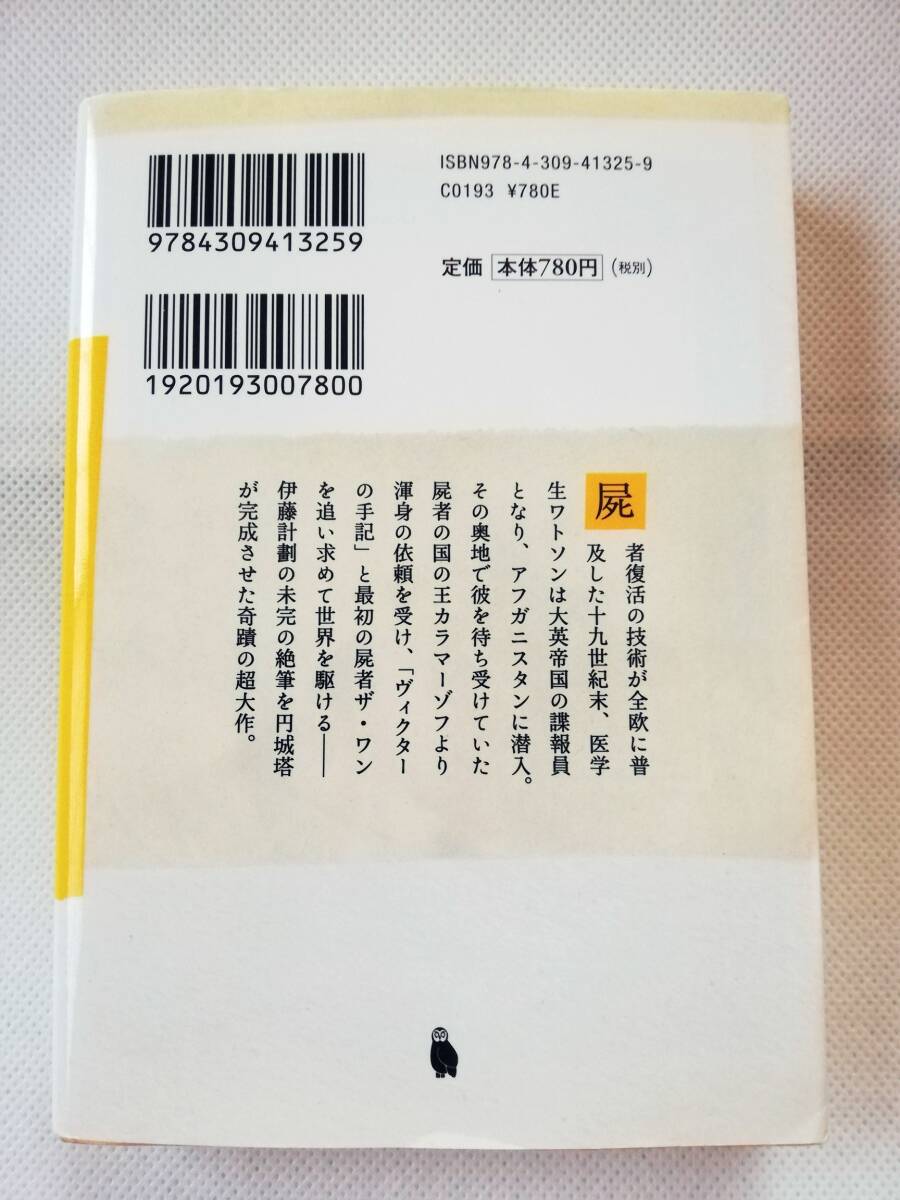 ISBN978-4-309-41325-9
C0193 ¥780E
9784309413259
定価 本体780円 (税別)
1920193007800
屍者復活の技術が全欧に普
及した十九世紀末、医学
生ワトソンは大英帝国の諜報員
となり、アフガニスタンに潜入。
その奥地で彼を待ち受けていた
屍者の国の王カラマーゾフより
渾身の依頼を受け、「ヴィクター
の手記」と最初の屍者ザ・ワン
を追い求めて世界を駆ける――
伊藤計劃の未完の絶筆を円城塔
が完成させた奇蹟の超大作。